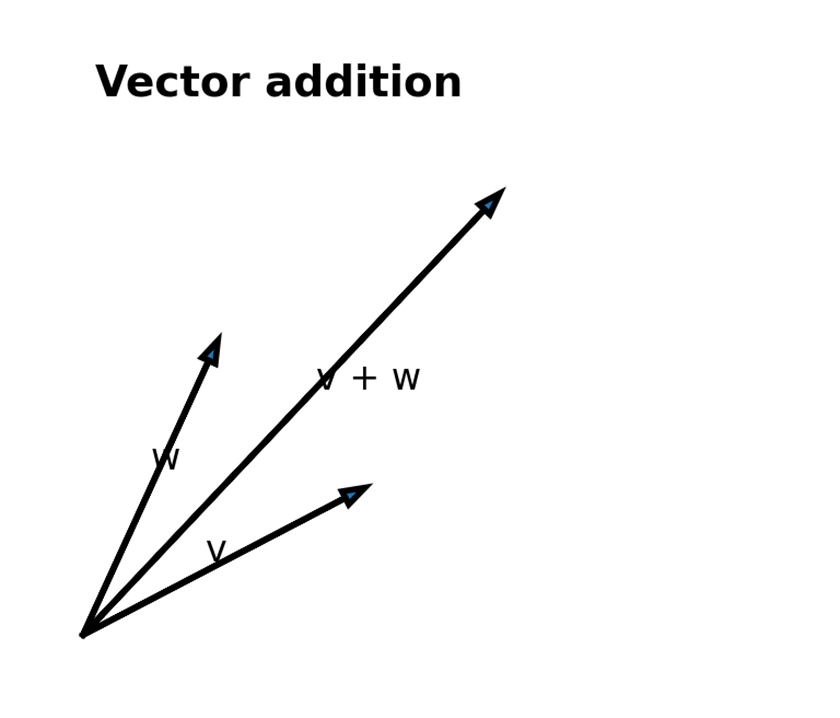 Vector addition
v + w
w
v